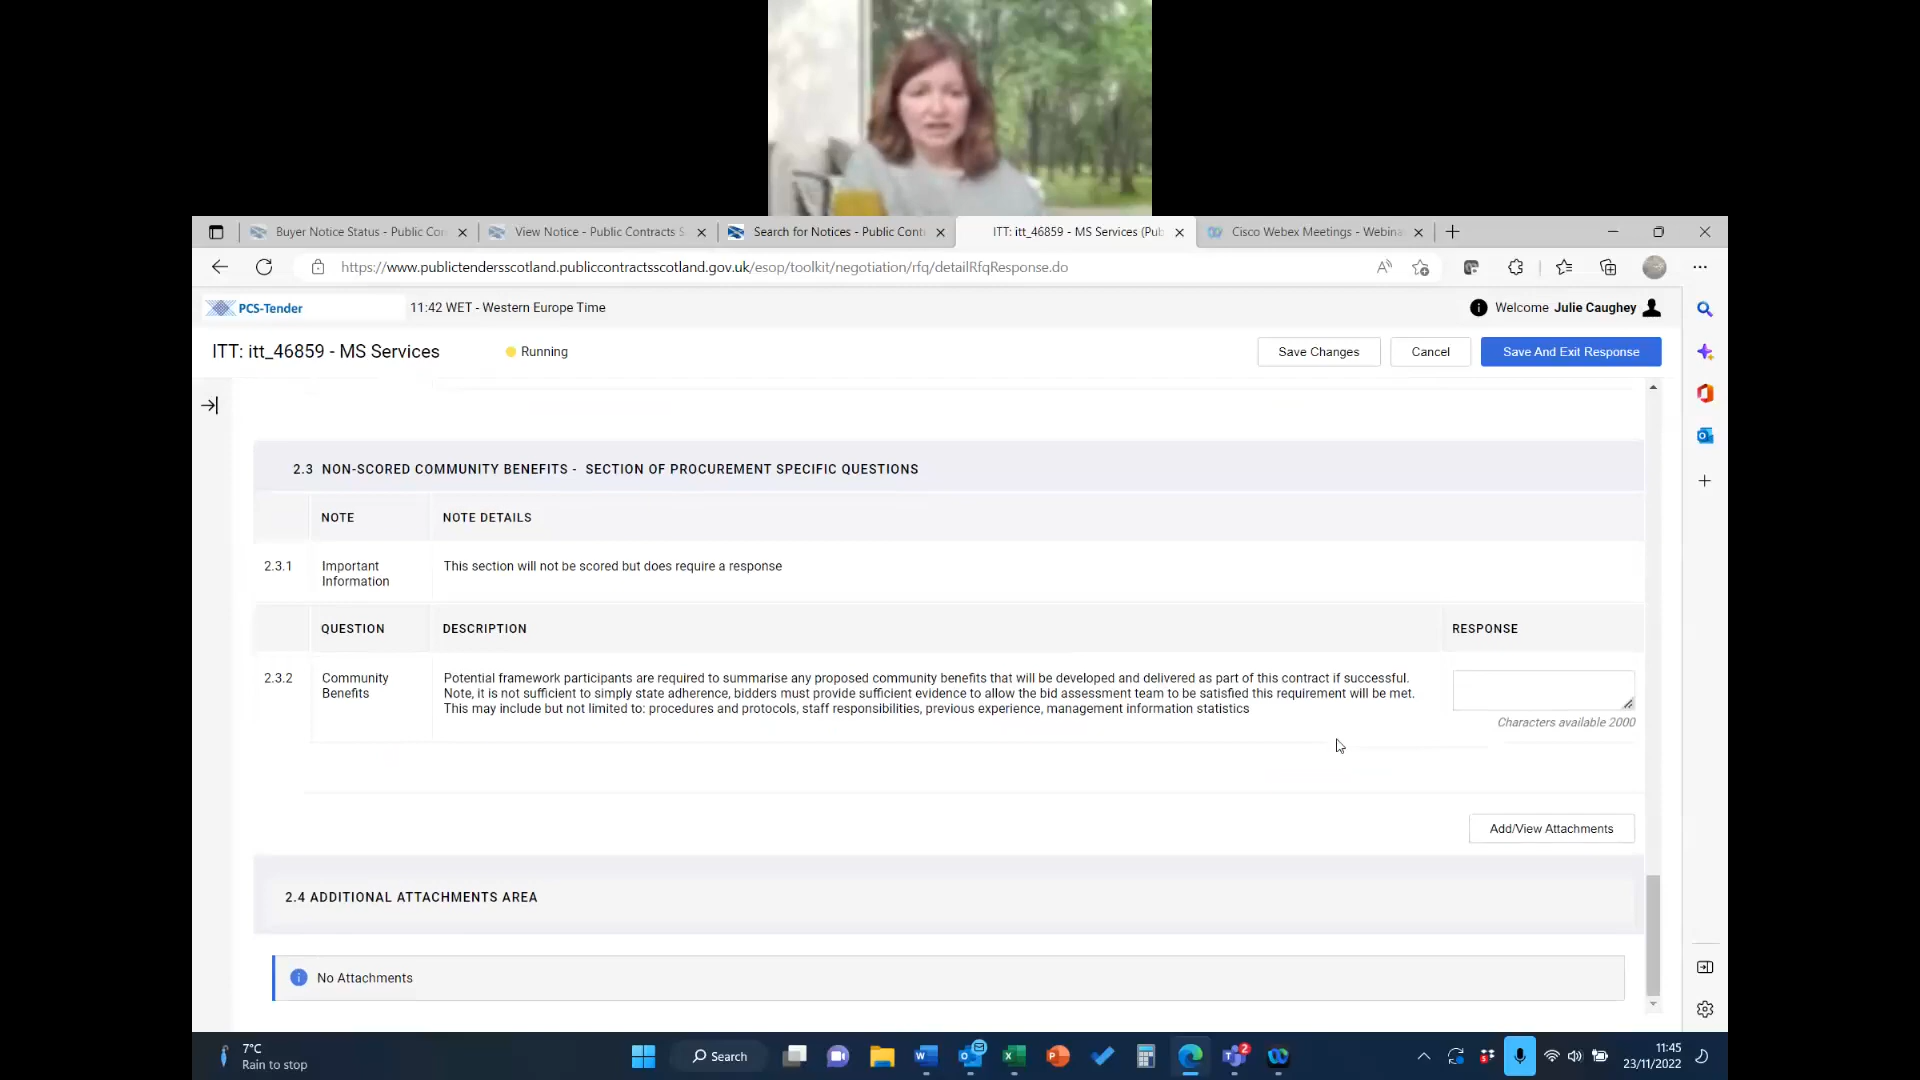 Buyer Notice Status - Public Con
View Notice - Public Contracts S
Search for Notices - Public Cont
ITT: itt_46859 - MS Services (Pub
Cisco Webex Meetings - Webina
https://www.publictendersscotland.publiccontractsscotland.gov.uk/esop/toolkit/negotiation/rfq/detailRfqResponse.do
PCS-Tender
11:42 WET - Western Europe Time
Welcome Julie Caughey
ITT: itt_46859 - MS Services
Running
Save Changes
Cancel
Save And Exit Response
2.3 NON-SCORED COMMUNITY BENEFITS - SECTION OF PROCUREMENT SPECIFIC QUESTIONS
NOTE
NOTE DETAILS
2.3.1
Important
Information
This section will not be scored but does require a response
QUESTION
DESCRIPTION
RESPONSE
2.3.2
Community
Benefits
Potential framework participants are required to summarise any proposed community benefits that will be developed and delivered as part of this contract if successful.
Note, it is not sufficient to simply state adherence, bidders must provide sufficient evidence to allow the bid assessment team to be satisfied this requirement will be met.
This may include but not limited to: procedures and protocols, staff responsibilities, previous experience, management information statistics
Characters available 2000
Add/View Attachments
2.4 ADDITIONAL ATTACHMENTS AREA
No Attachments
7°C
Rain to stop
Search
2
11:45
23/11/2022